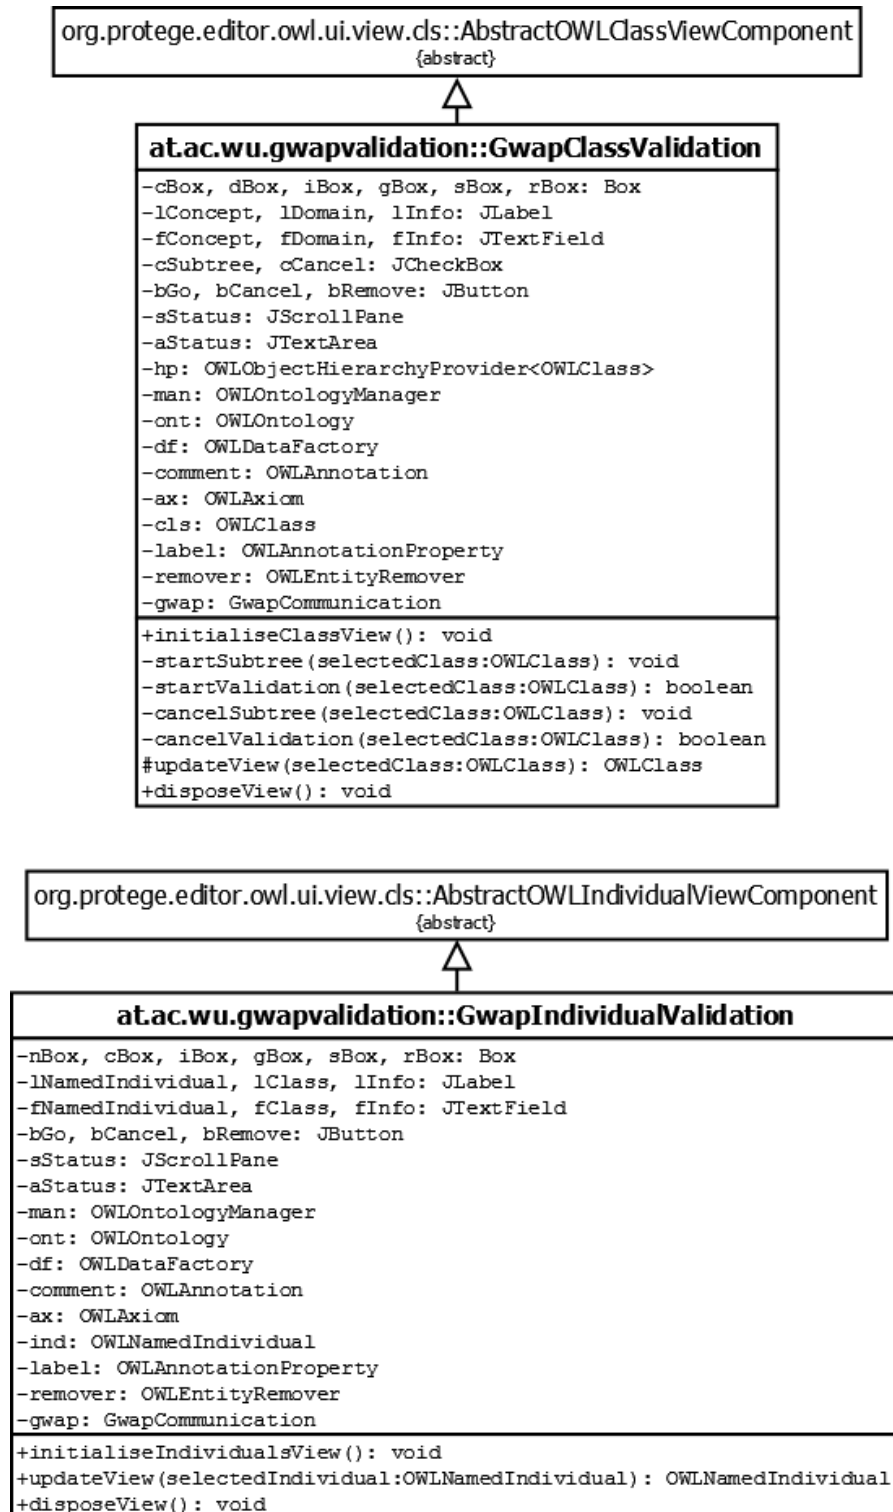 org.protege.editor.owl.ui.view.cls::AbstractOWLClassViewComponent
{abstract}
at.ac.wu.gwapvalidation::GwapClassValidation
-cBox, dBox, iBox, gBox, sBox, rBox: Box
-lConcept, lDomain, lInfo: JLabel
-fConcept, fDomain, fInfo: JTextField
-cSubtree, cCancel: JCheckBox
-bGo, bCancel, bRemove: JButton
-sStatus: JScrollPane
-aStatus: JTextArea
-hp: OWLObjectHierarchyProvider<OWLClass>
-man: OWLOntologyManager
-ont: OWLOntology
-df: OWLDataFactory
-comment: OWLAnnotation
-ax: OWLAxiom
-cls: OWLClass
-label: OWLAnnotationProperty
-remover: OWLEntityRemover
-gwap: GwapCommunication
+initialiseClassView(): void
-startSubtree(selectedClass:OWLClass): void
-startValidation(selectedClass:OWLClass): boolean
-cancelSubtree(selectedClass:OWLClass): void
-cancelValidation(selectedClass:OWLClass): boolean
#updateView(selectedClass:OWLClass): OWLClass
+disposeView(): void
org.protege.editor.owl.ui.view.cls::AbstractOWLIndividualViewComponent
{abstract}
at.ac.wu.gwapvalidation::GwapIndividualValidation
-nBox, cBox, iBox, gBox, sBox, rBox: Box
-lNamedIndividual, lClass, lInfo: JLabel
-fNamedIndividual, fClass, fInfo: JTextField
-bGo, bCancel, bRemove: JButton
-sStatus: JScrollPane
-aStatus: JTextArea
-man: OWLOntologyManager
-ont: OWLOntology
-df: OWLDataFactory
-comment: OWLAnnotation
-ax: OWLAxiom
-ind: OWLNamedIndividual
-label: OWLAnnotationProperty
-remover: OWLEntityRemover
-gwap: GwapCommunication
+initialiseIndividualsView(): void
+updateView(selectedIndividual:OWLNamedIndividual): OWLNamedIndividual
+disposeView(): void